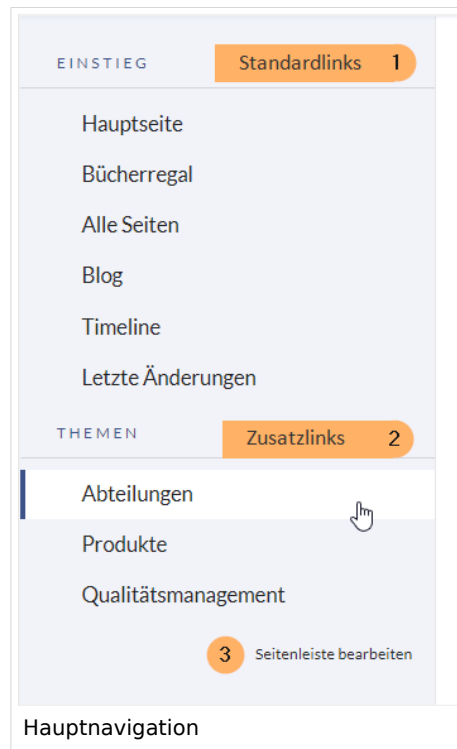 EINSTIEG Standardlinks 1
Hauptseite
Bücherregal
Alle Seiten
Blog
Timeline
Letzte Änderungen
THEMEN Zusatzlinks 2
Abteilungen
Produkte
Qualitätsmanagement
3 Seitenleiste bearbeiten
Hauptnavigation